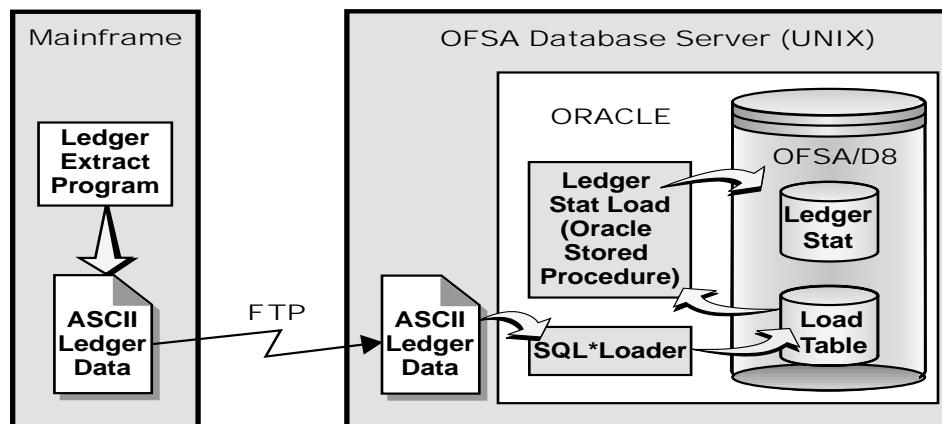 Mainframe
Ledger
Extract
Program
ASCII
Ledger
Data
FTP
OFSA Database Server (UNIX)
ASCII
Ledger
Data
ORACLE
Ledger
Stat Load
(Oracle
Stored
Procedure)
SQL*Loader
OFSA/D8
Ledger
Stat
Load
Table